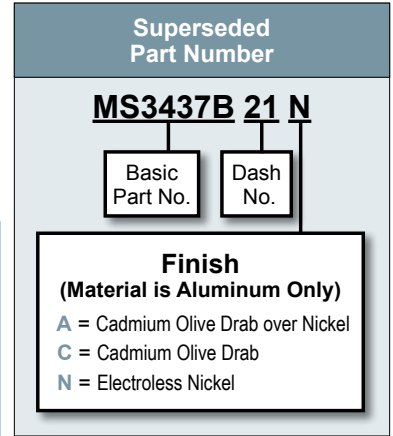 Superseded
Part Number
MS3437B 21 N
Basic
Part No.
Dash
No.
Finish
(Material is Aluminum Only)
A = Cadmium Olive Drab over Nickel
C = Cadmium Olive Drab
N = Electroless Nickel